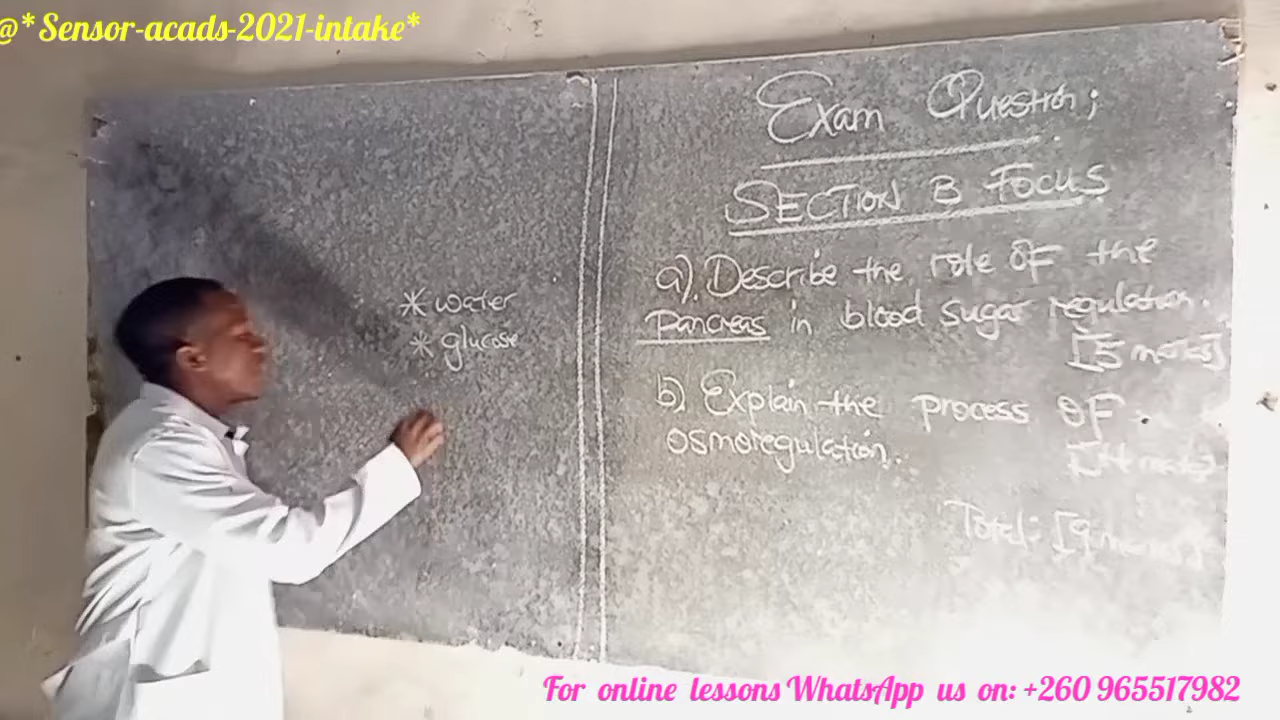 @*Sensor-acads-2021-intake*
* water
* glucose
Exam Question;
SECTION B FOCUS
a). Describe the role OF the
pancreas in blood sugar regulation.
[5 marks]
b) Explain the process OF
osmoregulation.
[4 marks]
Total: [9 marks]
For online lessons WhatsApp us on: +260 965517982